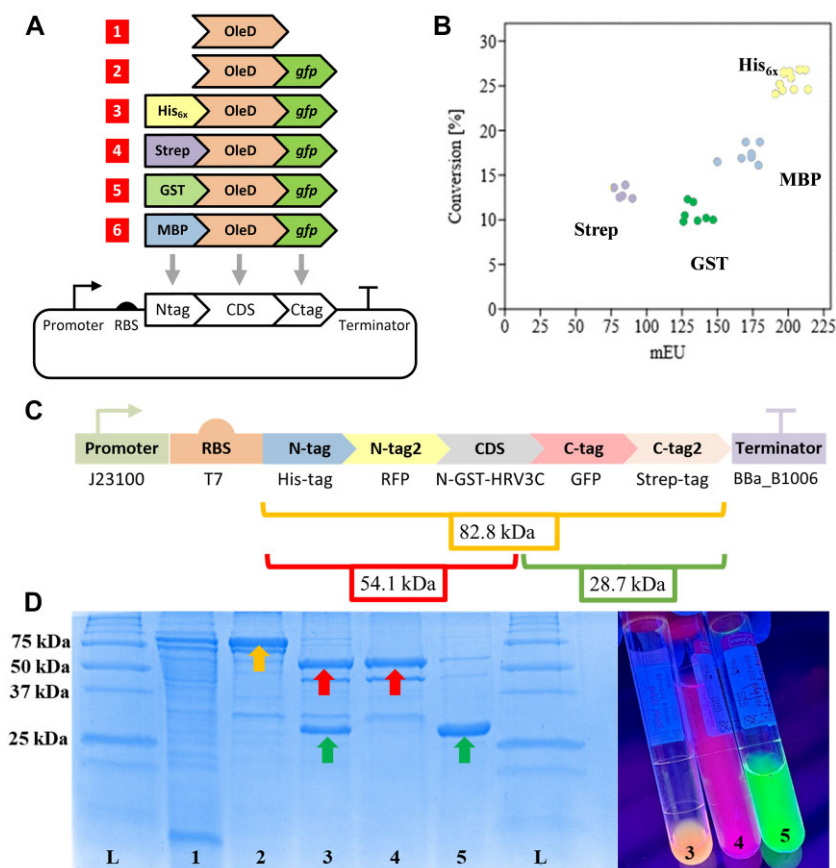 A
1 OleD
2 OleD gfp
3 His6x OleD gfp
4 Strep OleD gfp
5 GST OleD gfp
6 MBP OleD gfp
Ntag CDS Ctag
Promoter RBS Terminator
B
Conversion [%]
30
25
20
15
10
5
0
0 25 50 75 100 125 150 175 200 225
mEU
His6x
MBP
Strep
GST
C
Promoter RBS N-tag N-tag2 CDS C-tag C-tag2 Terminator
J23100 T7 His-tag RFP N-GST-HRV3C GFP Strep-tag BBa_B1006
82.8 kDa
54.1 kDa 28.7 kDa
D
75 kDa
50 kDa
37 kDa
25 kDa
L 1 2 3 4 5 L
3 4 5